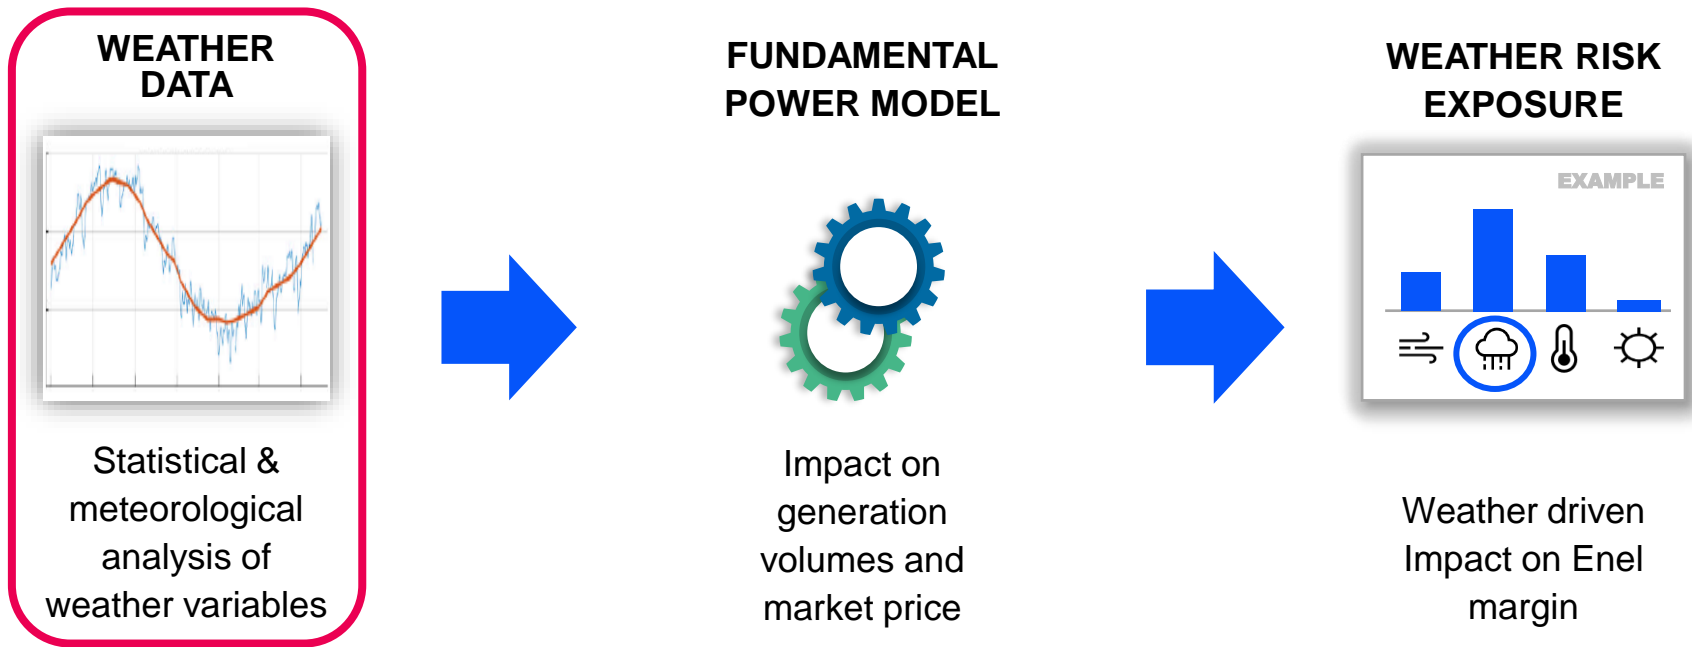 WEATHER
DATA
Statistical &
meteorological
analysis of
weather variables
FUNDAMENTAL
POWER MODEL
Impact on
generation
volumes and
market price
WEATHER RISK
EXPOSURE
EXAMPLE
Weather driven
Impact on Enel
margin